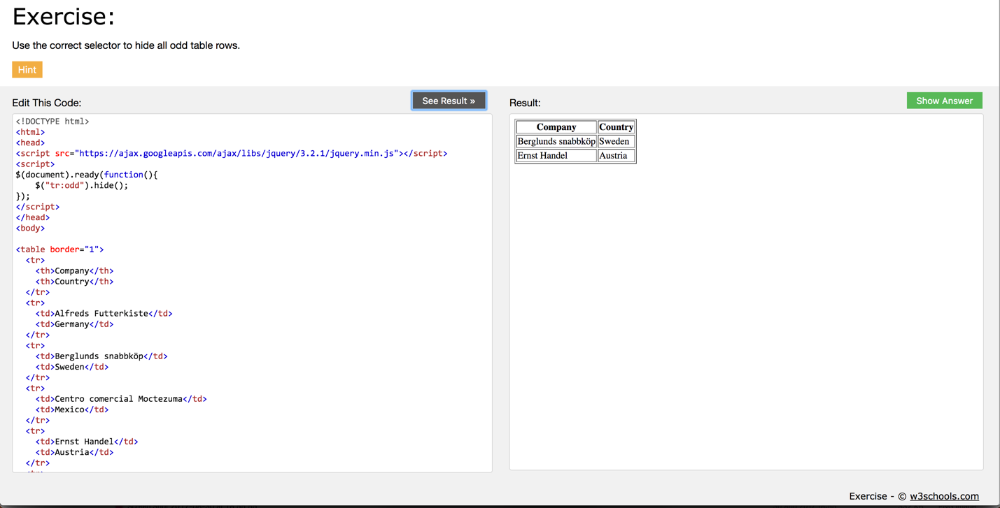 Exercise:
Use the correct selector to hide all odd table rows.
Hint
Edit This Code:
See Result »
<!DOCTYPE html>
<html>
<head>
<script src="https://ajax.googleapis.com/ajax/libs/jquery/3.2.1/jquery.min.js"></script>
<script>
$(document).ready(function(){
    $("tr:odd").hide();
});
</script>
</head>
<body>

<table border="1">
  <tr>
    <th>Company</th>
    <th>Country</th>
  </tr>
  <tr>
    <td>Alfreds Futterkiste</td>
    <td>Germany</td>
  </tr>
  <tr>
    <td>Berglunds snabbköp</td>
    <td>Sweden</td>
  </tr>
  <tr>
    <td>Centro comercial Moctezuma</td>
    <td>Mexico</td>
  </tr>
  <tr>
    <td>Ernst Handel</td>
    <td>Austria</td>
  </tr>
Result:
Show Answer
Company Country
Berglunds snabbköp Sweden
Ernst Handel Austria
Exercise - © w3schools.com